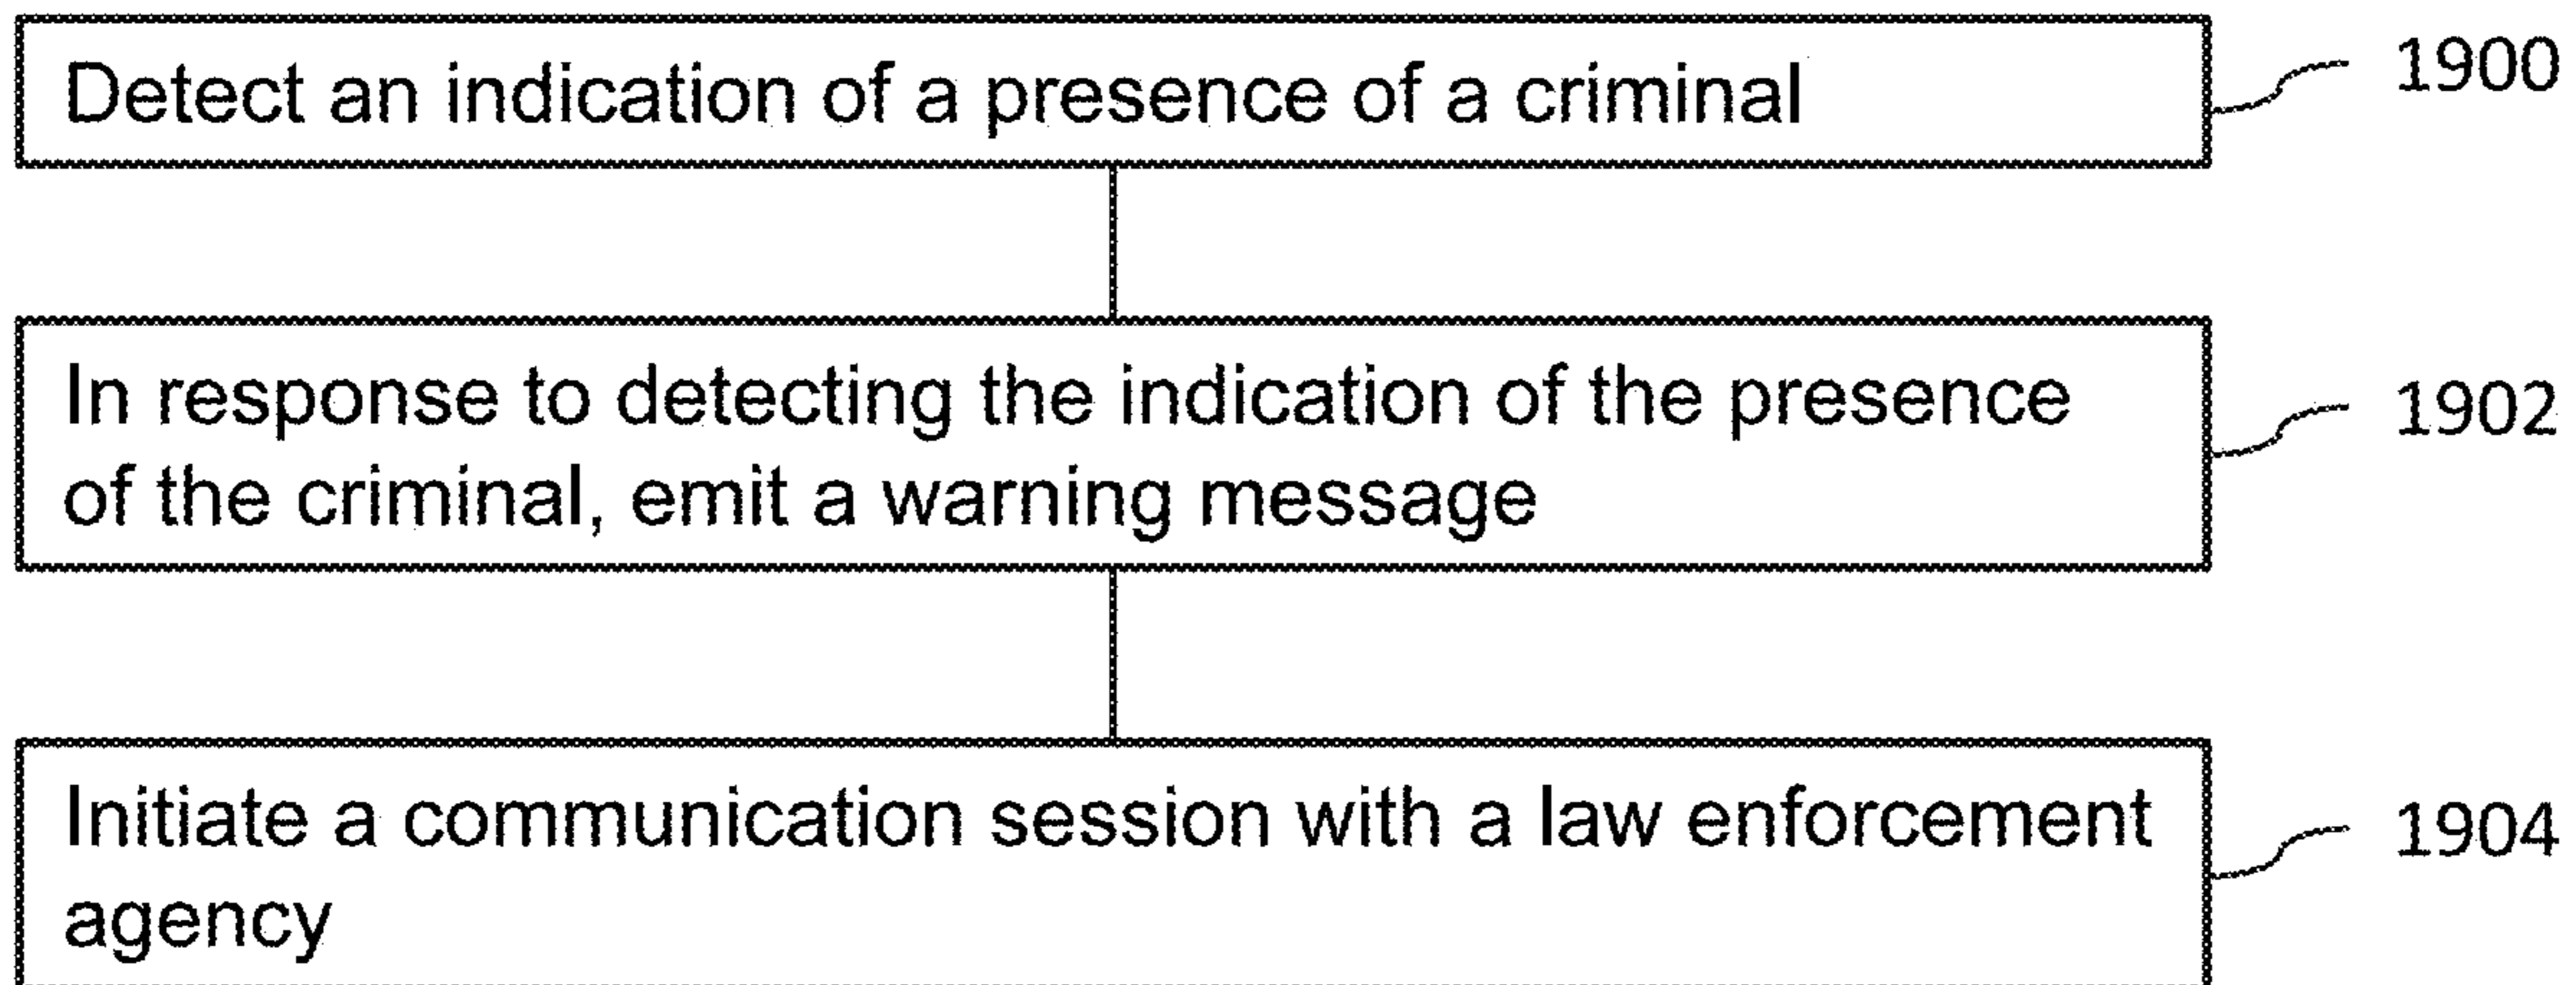 Detect an indication of a presence of a criminal
1900
In response to detecting the indication of the presence
of the criminal, emit a warning message
1902
Initiate a communication session with a law enforcement
agency
1904